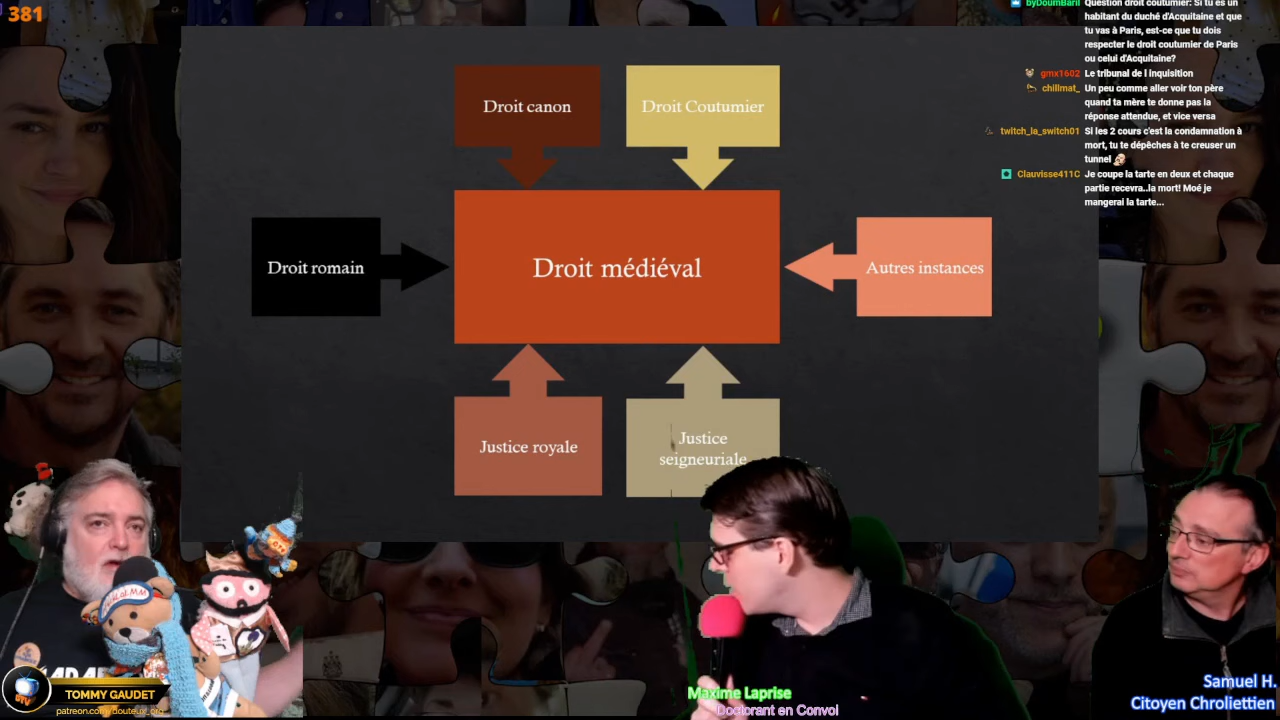 381
byDoumBaril Question droit coutumier: Si tu es un
habitant du duché d'Acquitaine et que
tu vas à Paris, est-ce que tu dois
respecter le droit coutumier de Paris
ou celui d'Acquitaine?
gmx1602 Le tribunal de l Inquisition
chillmat_ Un peu comme aller voir ton père
quand ta mère te donne pas la
réponse attendue, et vice versa
twitch_la_switch01 Si les 2 cours c'est la condamnation à
mort, tu te dépêches à te creuser un
tunnel
Clauvisse411C Je coupe la tarte en deux et chaque
partie recevra..la mort! Moé je
mangerai la tarte...
Droit canon
Droit Coutumier
Droit romain
Droit médiéval
Autres instances
Justice royale
Justice
seigneuriale
TOMMY GAUDET
patreon.com/douteux_org
Maxime Laprise
Doctorant en Convoi
Samuel H.
Citoyen Chroliettien